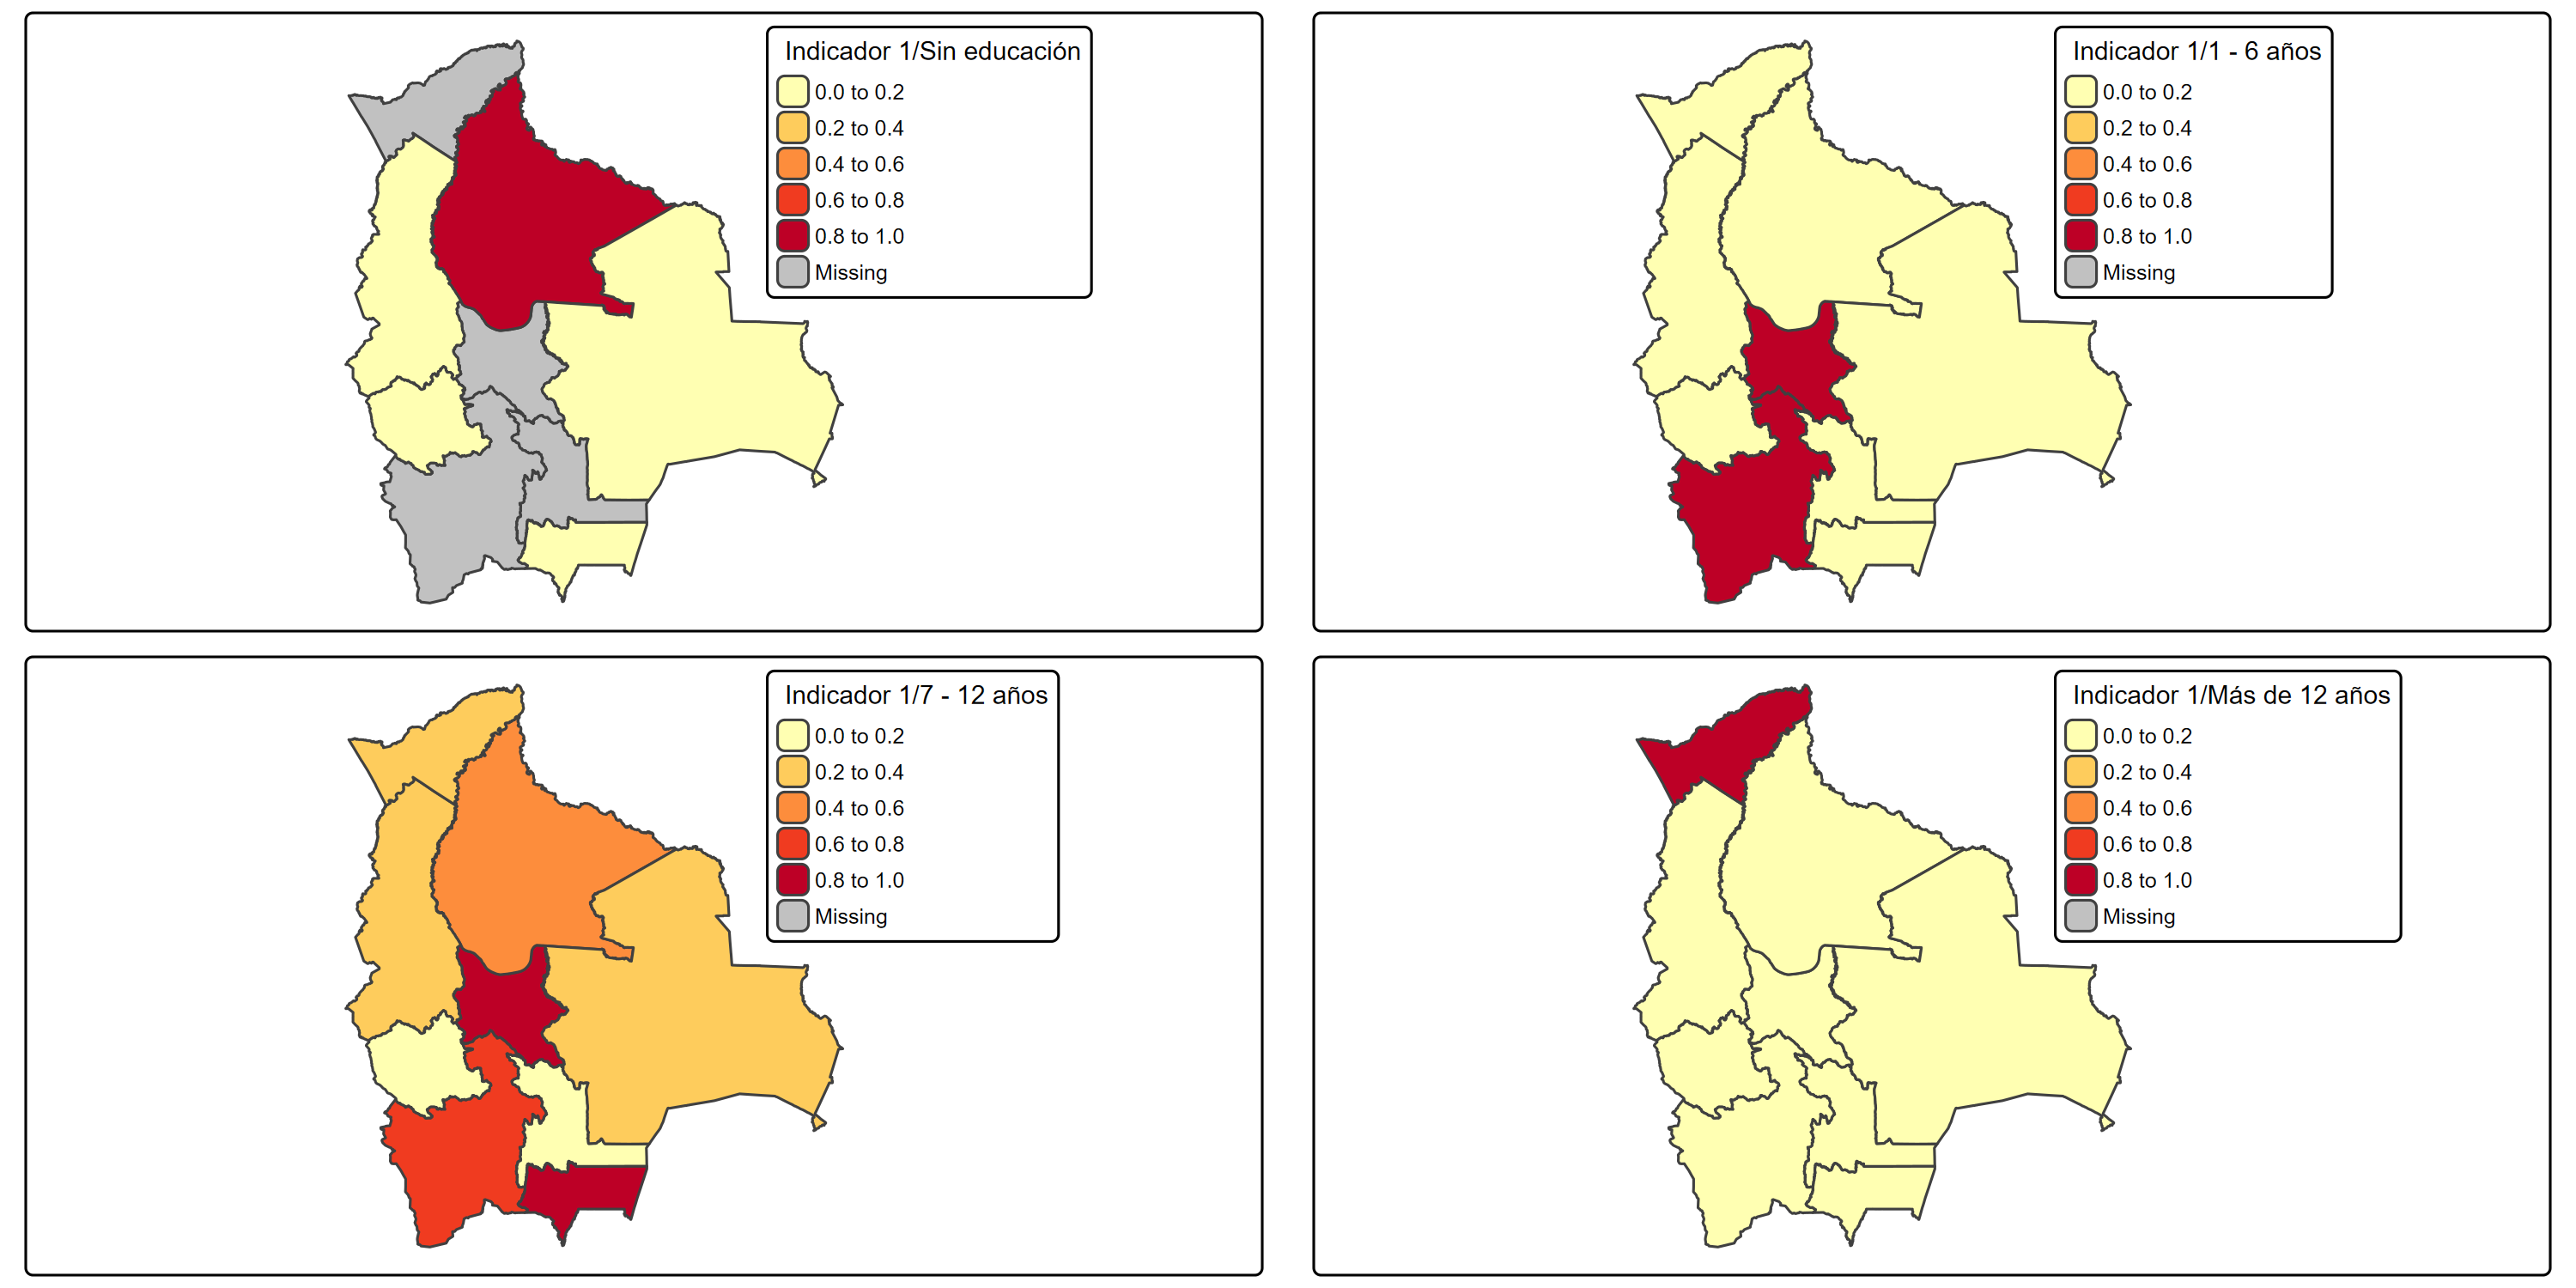 Indicador 1/Sin educación
0.0 to 0.2
0.2 to 0.4
0.4 to 0.6
0.6 to 0.8
0.8 to 1.0
Missing
Indicador 1/1 - 6 años
0.0 to 0.2
0.2 to 0.4
0.4 to 0.6
0.6 to 0.8
0.8 to 1.0
Missing
Indicador 1/7 - 12 años
0.0 to 0.2
0.2 to 0.4
0.4 to 0.6
0.6 to 0.8
0.8 to 1.0
Missing
Indicador 1/Más de 12 años
0.0 to 0.2
0.2 to 0.4
0.4 to 0.6
0.6 to 0.8
0.8 to 1.0
Missing